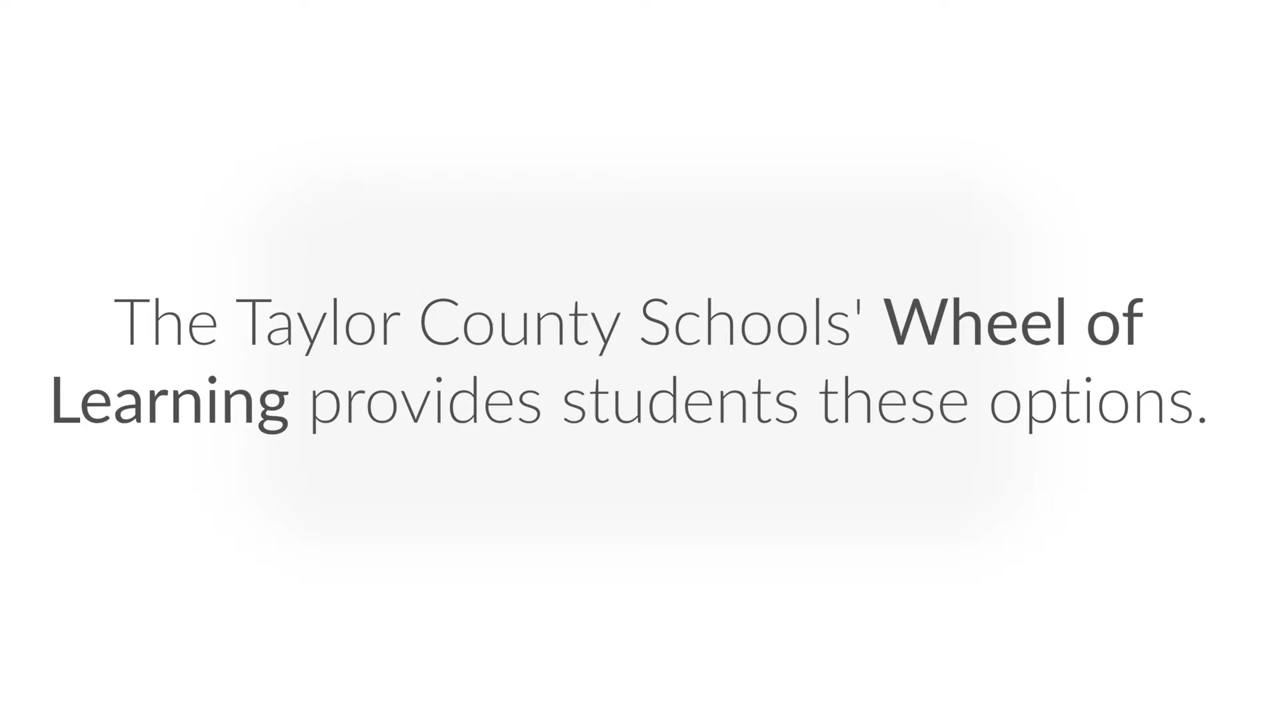 The Taylor County Schools' Wheel of
Learning provides students these options.